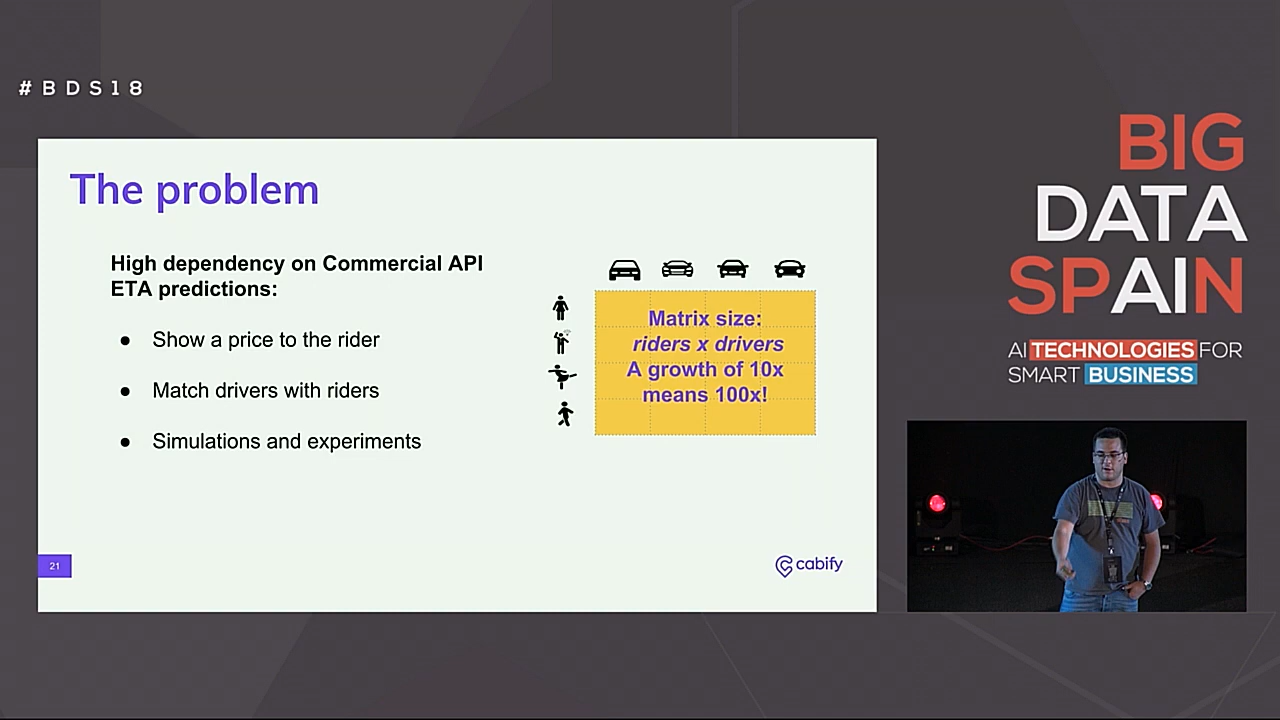 #BDS18
The problem
High dependency on Commercial API
ETA predictions:
● Show a price to the rider
● Match drivers with riders
● Simulations and experiments
Matrix size:
riders x drivers
A growth of 10x
means 100x!
21
cabify
BIG
DATA
SPAIN
AI TECHNOLOGIES FOR
SMART BUSINESS